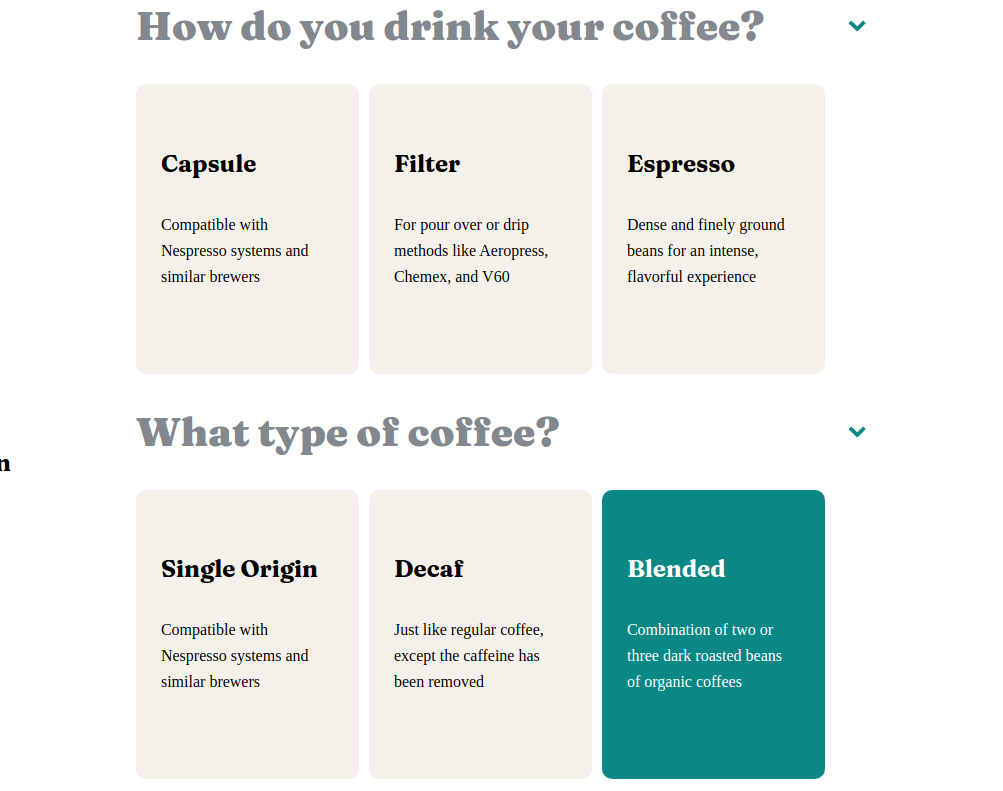 How do you drink your coffee?
Capsule
Compatible with
Nespresso systems and
similar brewers
Filter
For pour over or drip
methods like Aeropress,
Chemex, and V60
Espresso
Dense and finely ground
beans for an intense,
flavorful experience
What type of coffee?
n
Single Origin
Compatible with
Nespresso systems and
similar brewers
Decaf
Just like regular coffee,
except the caffeine has
been removed
Blended
Combination of two or
three dark roasted beans
of organic coffees